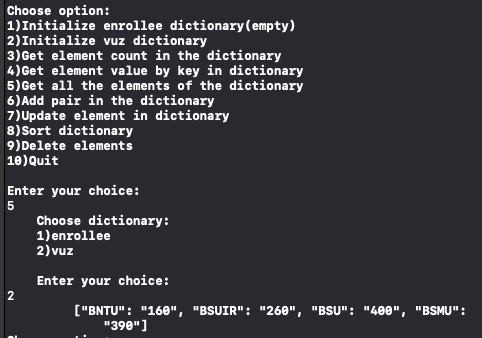 Choose option:
1)Initialize enrollee dictionary(empty)
2)Initialize vuz dictionary
3)Get element count in the dictionary
4)Get element value by key in dictionary
5)Get all the elements of the dictionary
6)Add pair in the dictionary
7)Update element in dictionary
8)Sort dictionary
9)Delete elements
10)Quit
Enter your choice:
5
Choose dictionary:
1)enrollee
2)vuz
Enter your choice:
2
["BNTU": "160", "BSUIR": "260", "BSU": "400", "BSMU":
"390"]